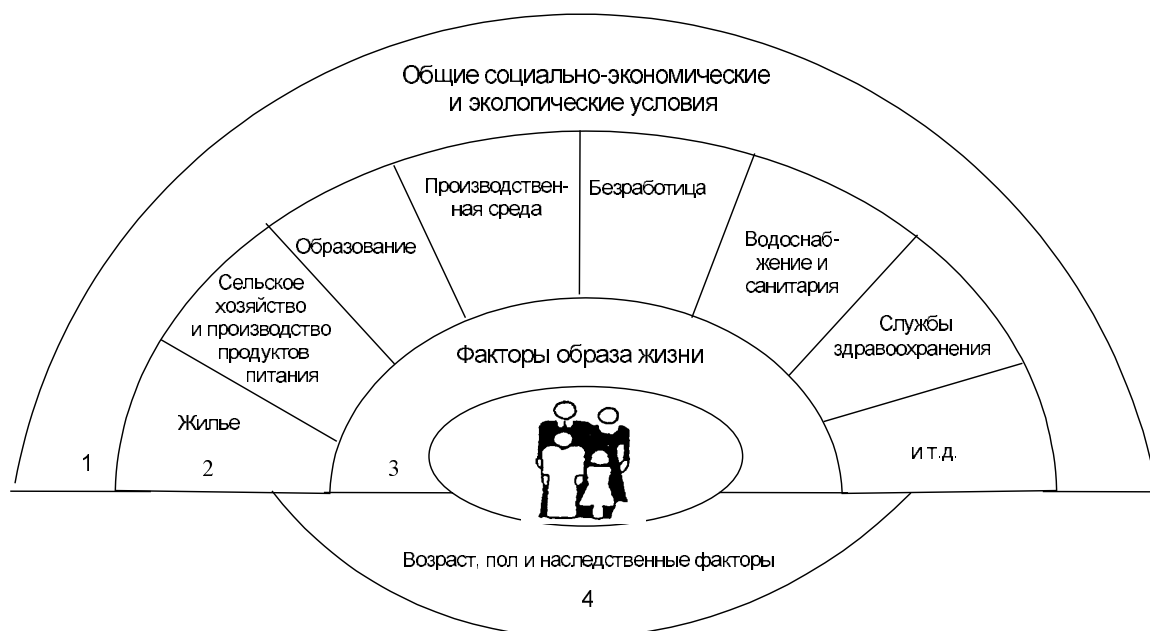 Общие социально-экономические
и экологические условия
Производствен-
ная среда
Безработица
Образование
Водоснаб-
жение и
санитария
Сельское
хозяйство
и производство
продуктов
питания
Службы
здравоохранения
Факторы образа жизни
Жилье
и т.д.
1
2
3
Возраст, пол и наследственные факторы
4